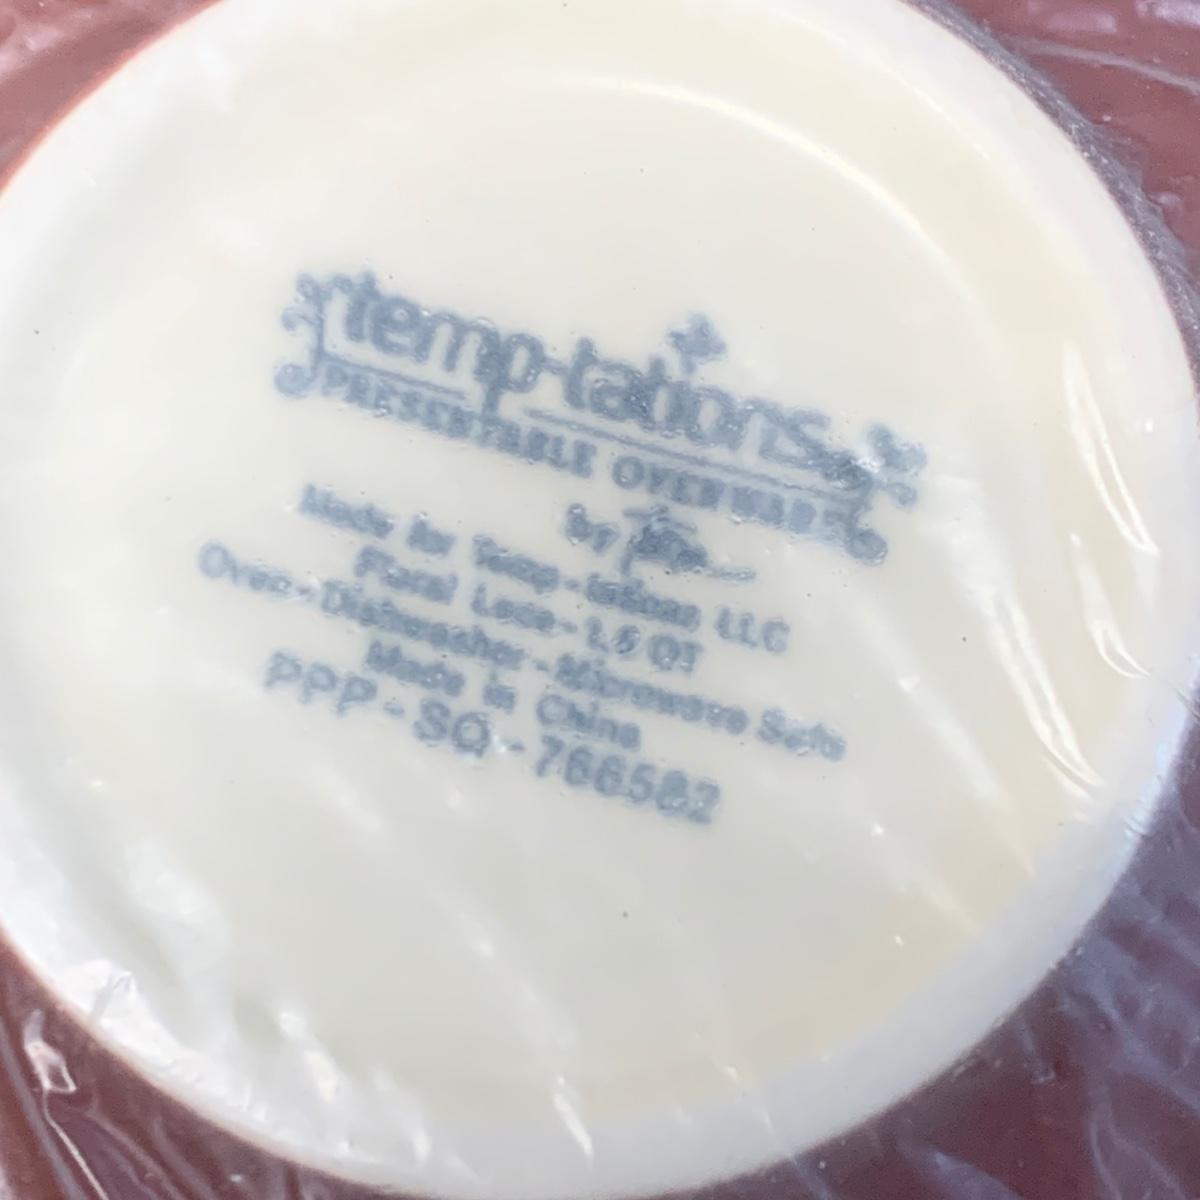 temp-tations
PRESENTABLE OVENWARE
by
Made for Temp-tations LLC
Floral Lace - 1.5 QT
Oven - Dishwasher - Microwave Safe
Made in China
PPP - SQ - 766582